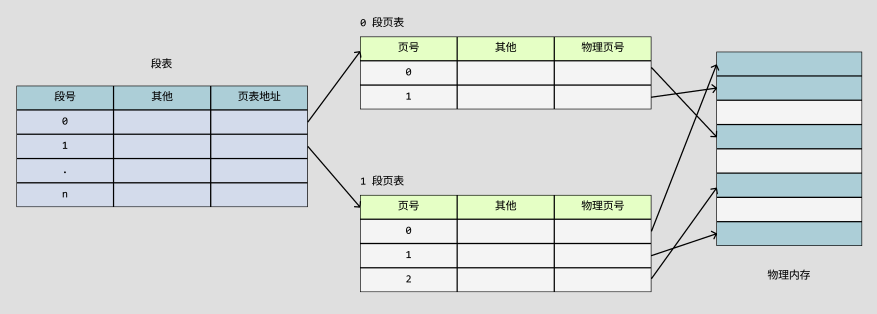 段表
段号 其他 页表地址
0
1
.
n
0 段页表
页号 其他 物理页号
0
1
1 段页表
页号 其他 物理页号
0
1
2
物理内存